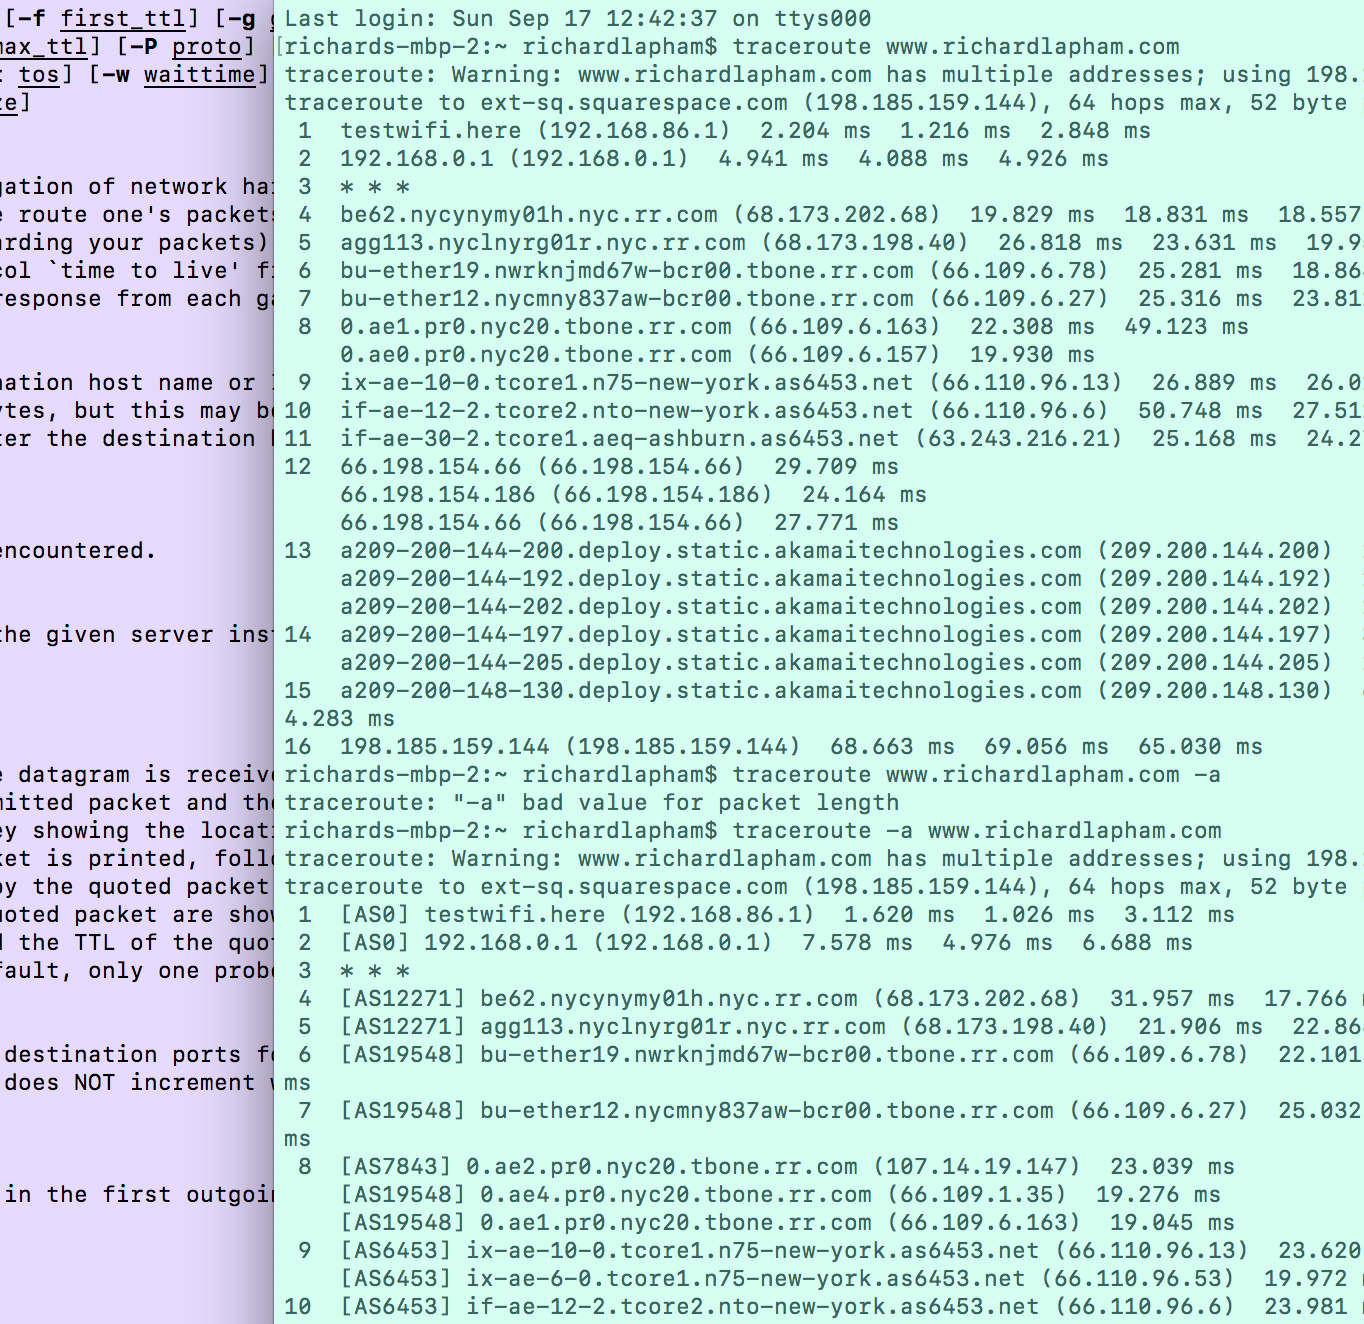 [-f first_ttl] [-g
max_ttl] [-P proto]
tos] [-w waittime]
]
of network
route one's packets
your packets)
`time to live'
response from each
host name or
but this may
the destination
encountered.
the given server
datagram is
packet and the
showing the
is printed,
the quoted packet
packet are
the TTL of the
only one
destination ports
does NOT increment
in the first
Last login: Sun Sep 17 12:42:37 on ttys000
[richards-mbp-2:~ richardlapham$ traceroute www.richardlapham.com
traceroute: Warning: www.richardlapham.com has multiple addresses; using 198.
traceroute to ext-sq.squarespace.com (198.185.159.144), 64 hops max, 52 byte
1 testwifi.here (192.168.86.1) 2.204 ms 1.216 ms 2.848 ms
2 192.168.0.1 (192.168.0.1) 4.941 ms 4.088 ms 4.926 ms
3 * * *
4 be62.nycynymy01h.nyc.rr.com (68.173.202.68) 19.829 ms 18.831 ms 18.557
5 agg113.nyclnyrg01r.nyc.rr.com (68.173.198.40) 26.818 ms 23.631 ms 19.9
6 bu-ether19.nwrknjmd67w-bcr00.tbone.rr.com (66.109.6.78) 25.281 ms 18.86
7 bu-ether12.nycmny837aw-bcr00.tbone.rr.com (66.109.6.27) 25.316 ms 23.81
8 0.ae1.pr0.nyc20.tbone.rr.com (66.109.6.163) 22.308 ms 49.123 ms
0.ae0.pr0.nyc20.tbone.rr.com (66.109.6.157) 19.930 ms
9 ix-ae-10-0.tcore1.n75-new-york.as6453.net (66.110.96.13) 26.889 ms 26.0
10 if-ae-12-2.tcore2.nto-new-york.as6453.net (66.110.96.6) 50.748 ms 27.51
11 if-ae-30-2.tcore1.aeq-ashburn.as6453.net (63.243.216.21) 25.168 ms 24.2
12 66.198.154.66 (66.198.154.66) 29.709 ms
66.198.154.186 (66.198.154.186) 24.164 ms
66.198.154.66 (66.198.154.66) 27.771 ms
13 a209-200-144-200.deploy.static.akamaitechnologies.com (209.200.144.200)
a209-200-144-192.deploy.static.akamaitechnologies.com (209.200.144.192)
a209-200-144-202.deploy.static.akamaitechnologies.com (209.200.144.202)
14 a209-200-144-197.deploy.static.akamaitechnologies.com (209.200.144.197)
a209-200-144-205.deploy.static.akamaitechnologies.com (209.200.144.205)
15 a209-200-148-130.deploy.static.akamaitechnologies.com (209.200.148.130)
4.283 ms
16 198.185.159.144 (198.185.159.144) 68.663 ms 69.056 ms 65.030 ms
richards-mbp-2:~ richardlapham$ traceroute www.richardlapham.com -a
traceroute: "-a" bad value for packet length
richards-mbp-2:~ richardlapham$ traceroute -a www.richardlapham.com
traceroute: Warning: www.richardlapham.com has multiple addresses; using 198.
traceroute to ext-sq.squarespace.com (198.185.159.144), 64 hops max, 52 byte
1 [AS0] testwifi.here (192.168.86.1) 1.620 ms 1.026 ms 3.112 ms
2 [AS0] 192.168.0.1 (192.168.0.1) 7.578 ms 4.976 ms 6.688 ms
3 * * *
4 [AS12271] be62.nycynymy01h.nyc.rr.com (68.173.202.68) 31.957 ms 17.766
5 [AS12271] agg113.nyclnyrg01r.nyc.rr.com (68.173.198.40) 21.906 ms 22.86
6 [AS19548] bu-ether19.nwrknjmd67w-bcr00.tbone.rr.com (66.109.6.78) 22.101
ms
7 [AS19548] bu-ether12.nycmny837aw-bcr00.tbone.rr.com (66.109.6.27) 25.032
ms
8 [AS7843] 0.ae2.pr0.nyc20.tbone.rr.com (107.14.19.147) 23.039 ms
[AS19548] 0.ae4.pr0.nyc20.tbone.rr.com (66.109.1.35) 19.276 ms
[AS19548] 0.ae1.pr0.nyc20.tbone.rr.com (66.109.6.163) 19.045 ms
9 [AS6453] ix-ae-10-0.tcore1.n75-new-york.as6453.net (66.110.96.13) 23.620
[AS6453] ix-ae-6-0.tcore1.n75-new-york.as6453.net (66.110.96.53) 19.972
10 [AS6453] if-ae-12-2.tcore2.nto-new-york.as6453.net (66.110.96.6) 23.981